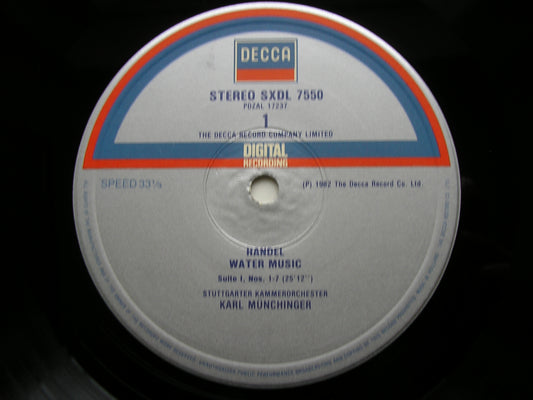 DECCA
STEREO SXDL 7550
PDZAL 17237
1
THE DECCA RECORD COMPANY LIMITED
DIGITAL
RECORDING
SPEED 33⅓
(P) 1982 The Decca Record Co. Ltd.
HANDEL
WATER MUSIC
Suite I, Nos. 1-7 (25'12'')
STUTTGARTER KAMMERORCHESTER
KARL MÜNCHINGER